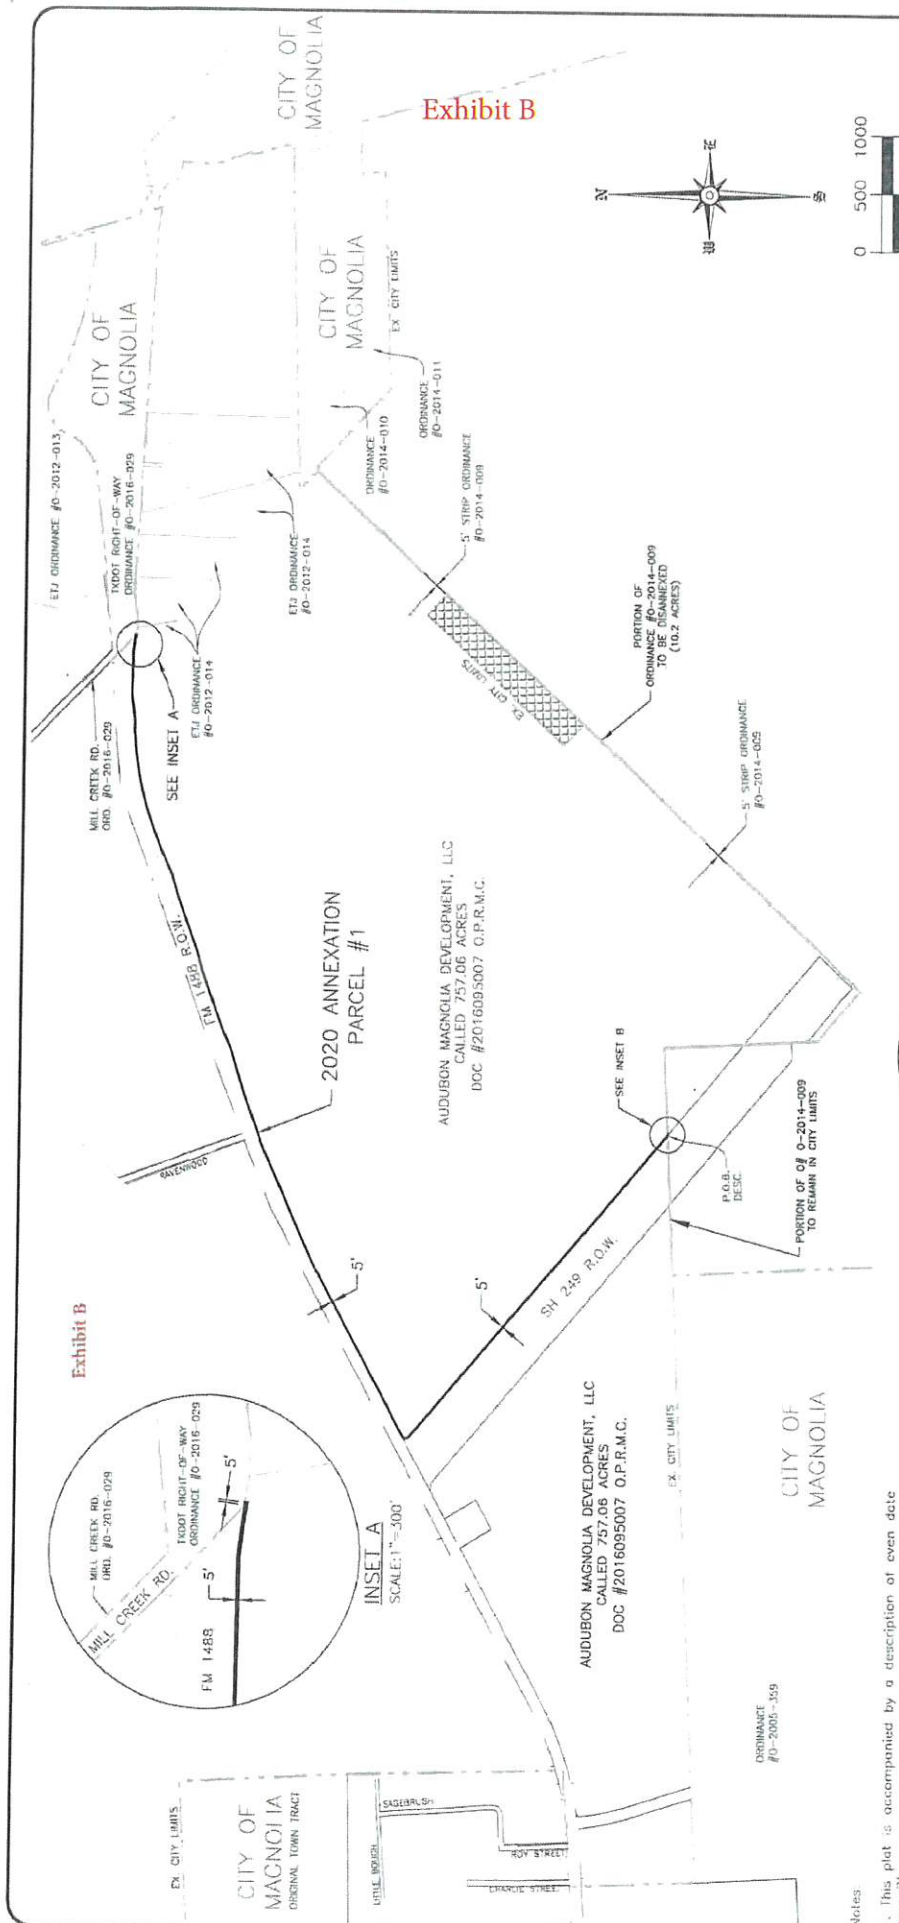 Exhibit B
Exhibit B
CITY OF
MAGNOLIA
CITY OF
MAGNOLIA
CITY OF
MAGNOLIA
EX CITY LIMITS
N
W
E
S
0
500
1000
ETJ ORDINANCE #O-2012-013
TXDOT RIGHT-OF-WAY
ORDINANCE #O-2016-029
ORDINANCE
#O-2014-011
ORDINANCE
#O-2014-010
ETJ ORDINANCE
#O-2012-014
ETJ ORDINANCE
#O-2012-014
5' STRIP ORDINANCE
#O-2014-009
EX. CITY LIMITS
PORTION OF
ORDINANCE #O-2014-009
TO BE DISANNEXED
(10.2 ACRES)
5' STRIP ORDINANCE
#O-2014-009
MILL CREEK RD.
ORD. #O-2016-029
SEE INSET A
FM 1488 R.O.W.
2020 ANNEXATION
PARCEL #1
AUDUBON MAGNOLIA DEVELOPMENT, LLC
CALLED 757.06 ACRES
DOC #2016095007 O.P.R.M.C.
RAVENWOOD
5'
5'
SEE INSET B
P.O.B.
DESC.
PORTION OF O# O-2014-009
TO REMAIN IN CITY LIMITS
SH 249 R.O.W.
MILL CREEK RD.
ORD. #O-2016-029
TXDOT RIGHT-OF-WAY
ORDINANCE #O-2016-029
MILL CREEK RD.
5'
5'
FM 1488
INSET A
SCALE:1"=300'
AUDUBON MAGNOLIA DEVELOPMENT, LLC
CALLED 757.06 ACRES
DOC #2016095007 O.P.R.M.C.
EX. CITY LIMITS
CITY OF
MAGNOLIA
EX. CITY LIMITS
CITY OF
MAGNOLIA
ORIGINAL TOWN TRACT
LITTLE BOUGH
SAGEBRUSH
ROY STREET
CHARLIE STREET
ORDINANCE
#O-2005-359
Notes
This plat is accompanied by a description of even date